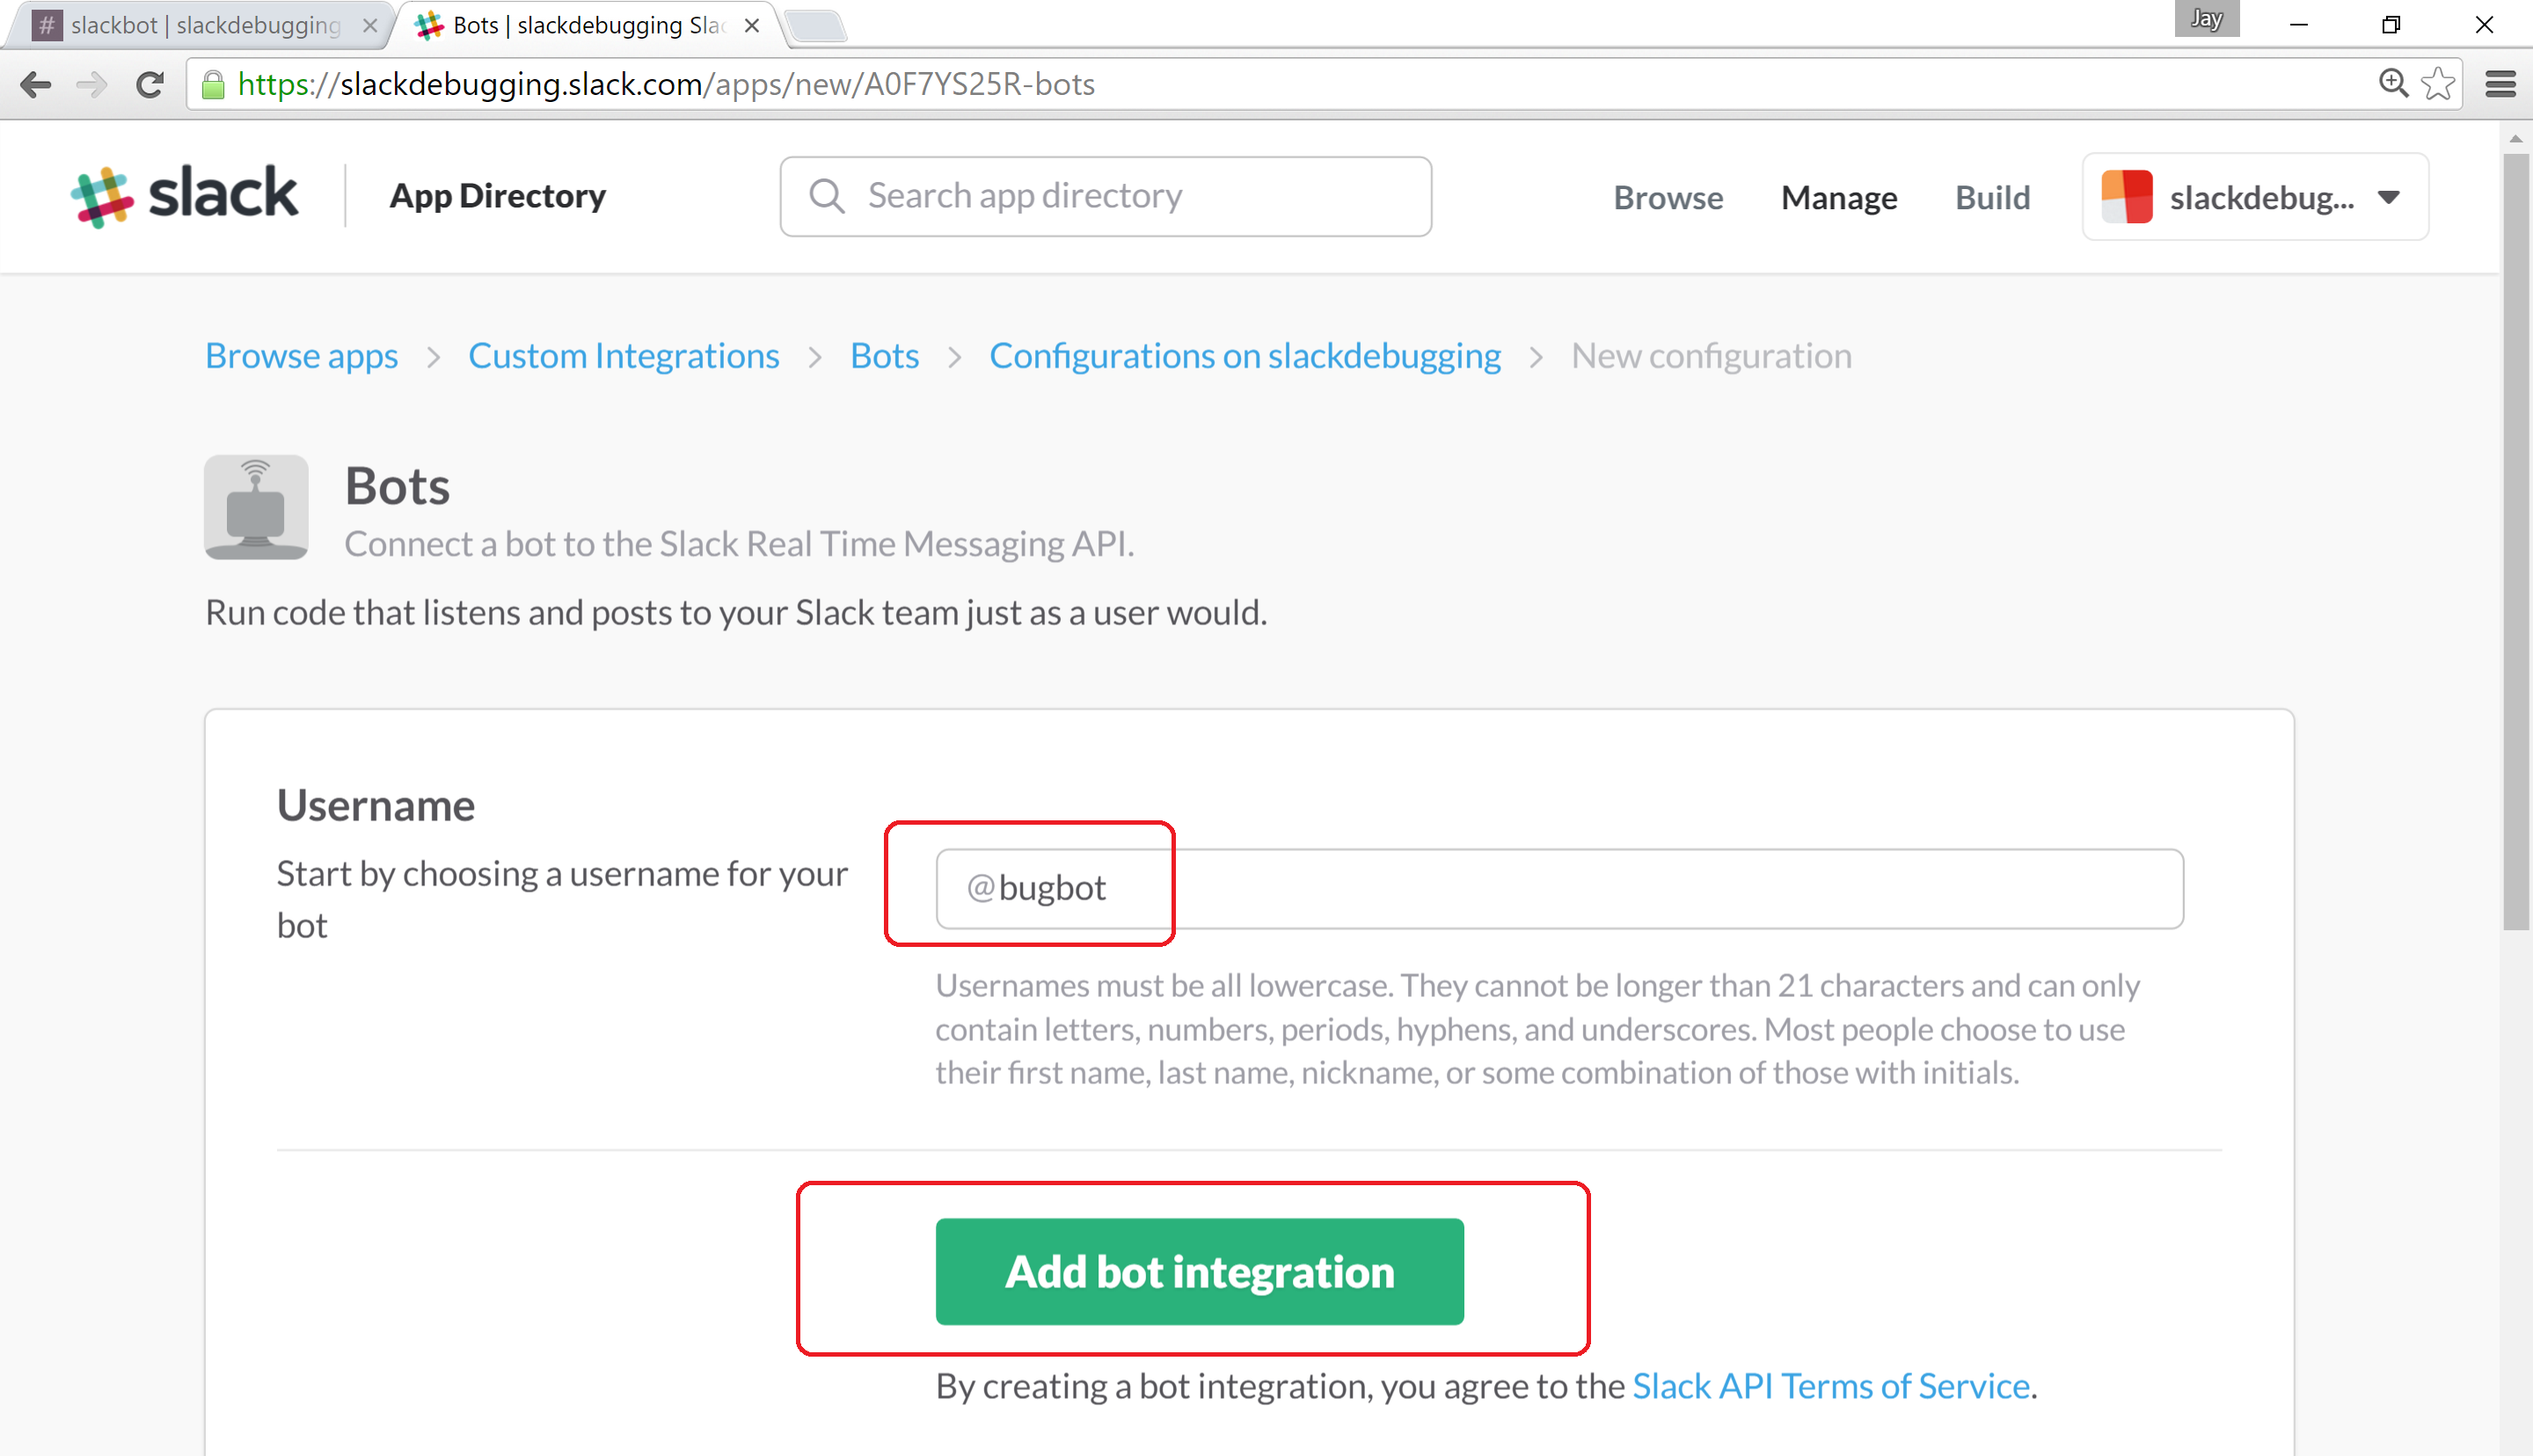 # slackbot | slackdebugging
Bots | slackdebugging Slac
Jay
https://slackdebugging.slack.com/apps/new/A0F7YS25R-bots
slack
App Directory
Search app directory
Browse
Manage
Build
slackdebug...
Browse apps > Custom Integrations > Bots > Configurations on slackdebugging > New configuration
Bots
Connect a bot to the Slack Real Time Messaging API.
Run code that listens and posts to your Slack team just as a user would.
Username
Start by choosing a username for your
bot
@bugbot
Usernames must be all lowercase. They cannot be longer than 21 characters and can only
contain letters, numbers, periods, hyphens, and underscores. Most people choose to use
their first name, last name, nickname, or some combination of those with initials.
Add bot integration
By creating a bot integration, you agree to the Slack API Terms of Service.